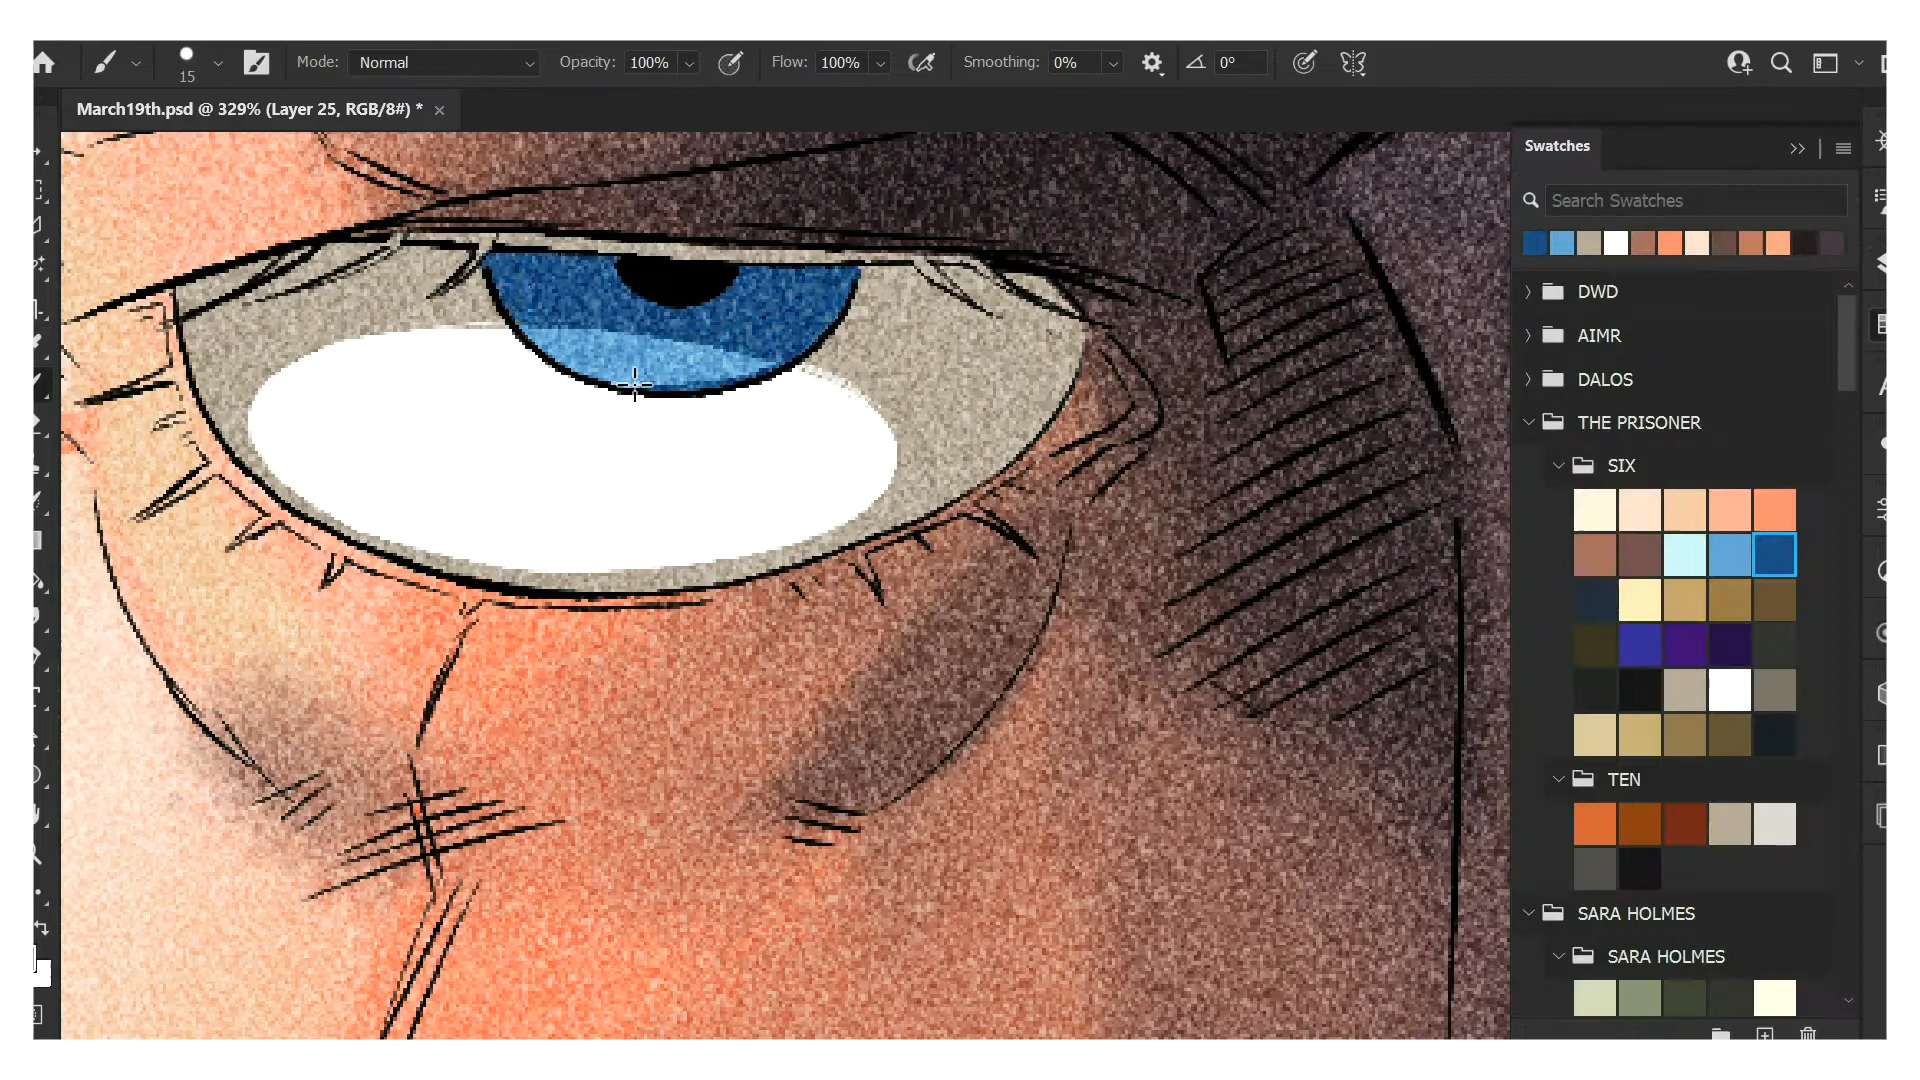 15
Mode: Normal
Opacity: 100%
Flow: 100%
Smoothing: 0%
0°
March19th.psd @ 329% (Layer 25, RGB/8#) *
Swatches
Search Swatches
DWD
AIMR
DALOS
THE PRISONER
SIX
TEN
SARA HOLMES
SARA HOLMES